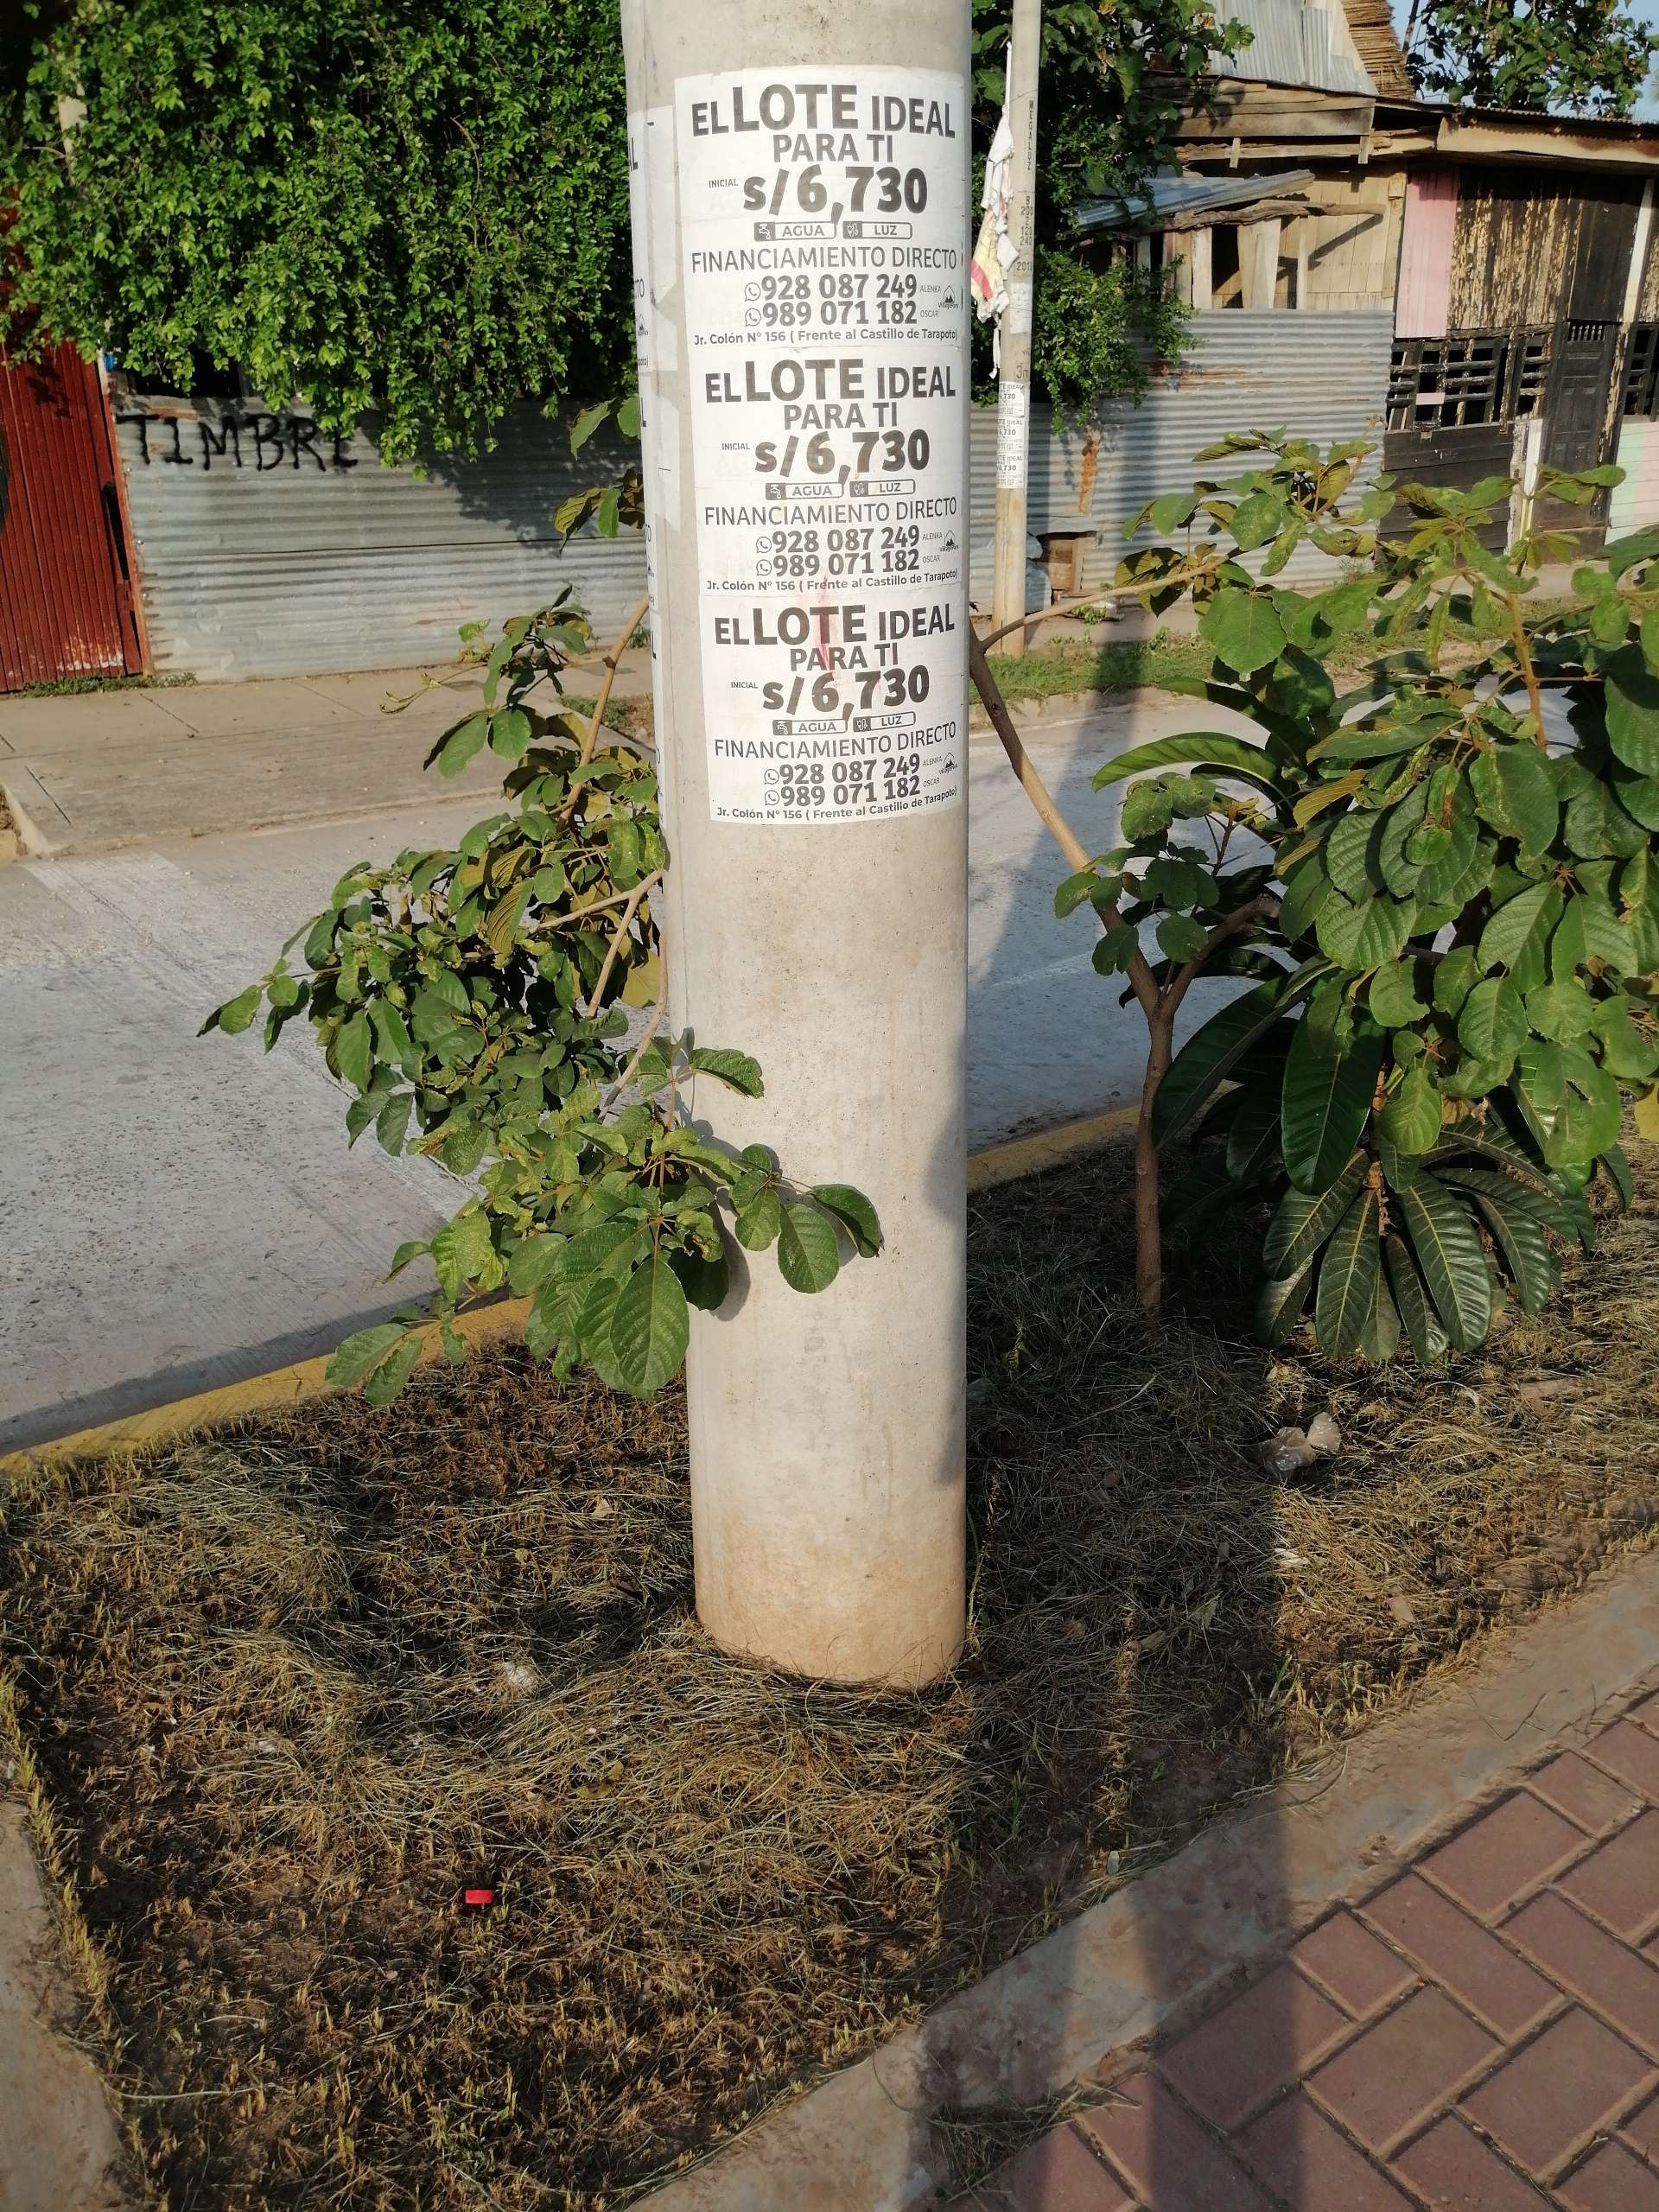 EL LOTE IDEAL
PARA TI
INICIAL S/6,730
AGUA LUZ
FINANCIAMIENTO DIRECTO
928 087 249 ALENKA
989 071 182 OSCAR
Jr. Colón N° 156 ( Frente al Castillo de Tarapoto)
EL LOTE IDEAL
PARA TI
INICIAL S/6,730
AGUA LUZ
FINANCIAMIENTO DIRECTO
928 087 249 ALENKA
989 071 182 OSCAR
Jr. Colón N° 156 ( Frente al Castillo de Tarapoto)
EL LOTE IDEAL
PARA TI
INICIAL S/6,730
AGUA LUZ
FINANCIAMIENTO DIRECTO
928 087 249 ALENKA
989 071 182 OSCAR
Jr. Colón N° 156 ( Frente al Castillo de Tarapoto)
TIMBRE
MEGALUZ